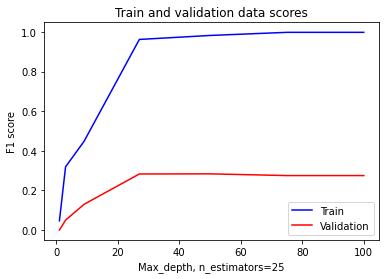 Train and validation data scores
F1 score
1.0
0.8
0.6
0.4
0.2
0.0
0 20 40 60 80 100
Train
Validation
Max_depth, n_estimators=25